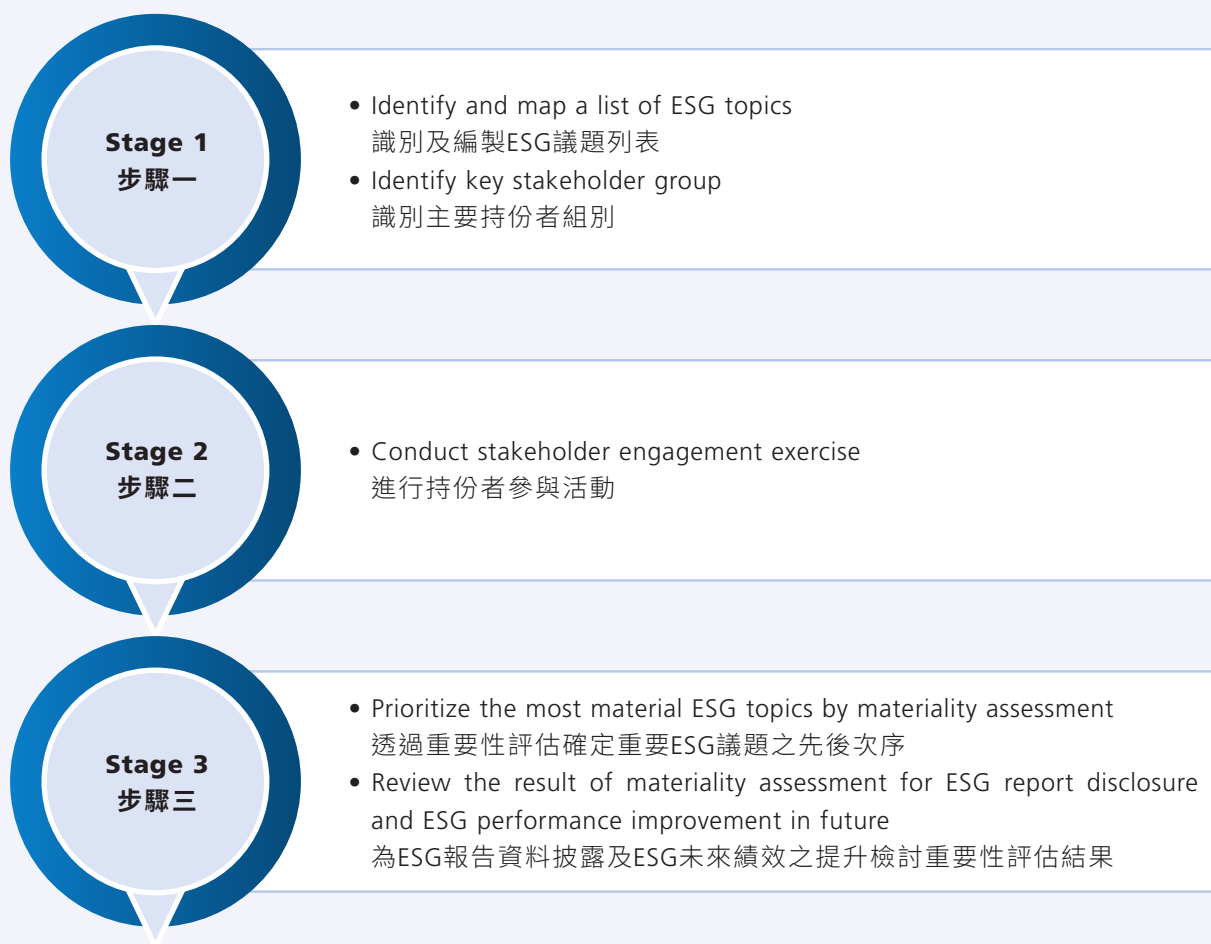 Stage 1
步驟一
• Identify and map a list of ESG topics
識別及編製ESG議題列表
• Identify key stakeholder group
識別主要持份者組別
Stage 2
步驟二
• Conduct stakeholder engagement exercise
進行持份者參與活動
Stage 3
步驟三
• Prioritize the most material ESG topics by materiality assessment
透過重要性評估確定重要ESG議題之先後次序
• Review the result of materiality assessment for ESG report disclosure
and ESG performance improvement in future
為ESG報告資料披露及ESG未來績效之提升檢討重要性評估結果